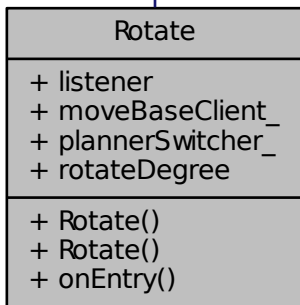 Rotate
+ listener
+ moveBaseClient_
+ plannerSwitcher_
+ rotateDegree
+ Rotate()
+ Rotate()
+ onEntry()